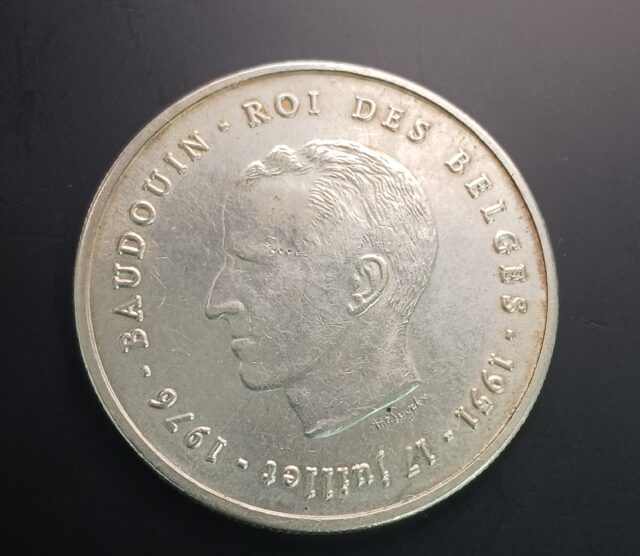 BAUDOUIN · ROI DES BELGES · 1951 · 17 juillet · 1976 ·